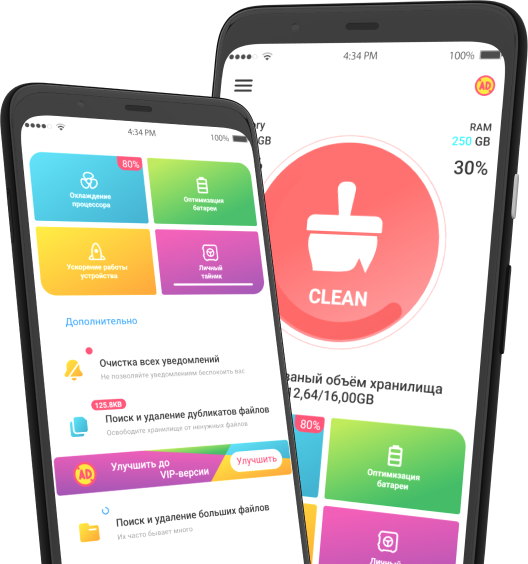 4:34 PM
100%
80%
Охлаждение
процессора
Оптимизация
батареи
Ускорение работы
устройства
Личный
тайник
Дополнительно
Очистка всех уведомлений
Не позволяйте уведомлениям беспокоить вас
125.8KB
Поиск и удаление дубликатов файлов
Освободите хранилище от ненужных файлов
AD
Улучшить до
VIP-версии
Улучшить
Поиск и удаление больших файлов
Их часто бывает много
4:34 PM
100%
AD
RAM
250 GB
30%
CLEAN
объём хранилища
12,64/16,00GB
80%
Оптимизация
батареи
Личный